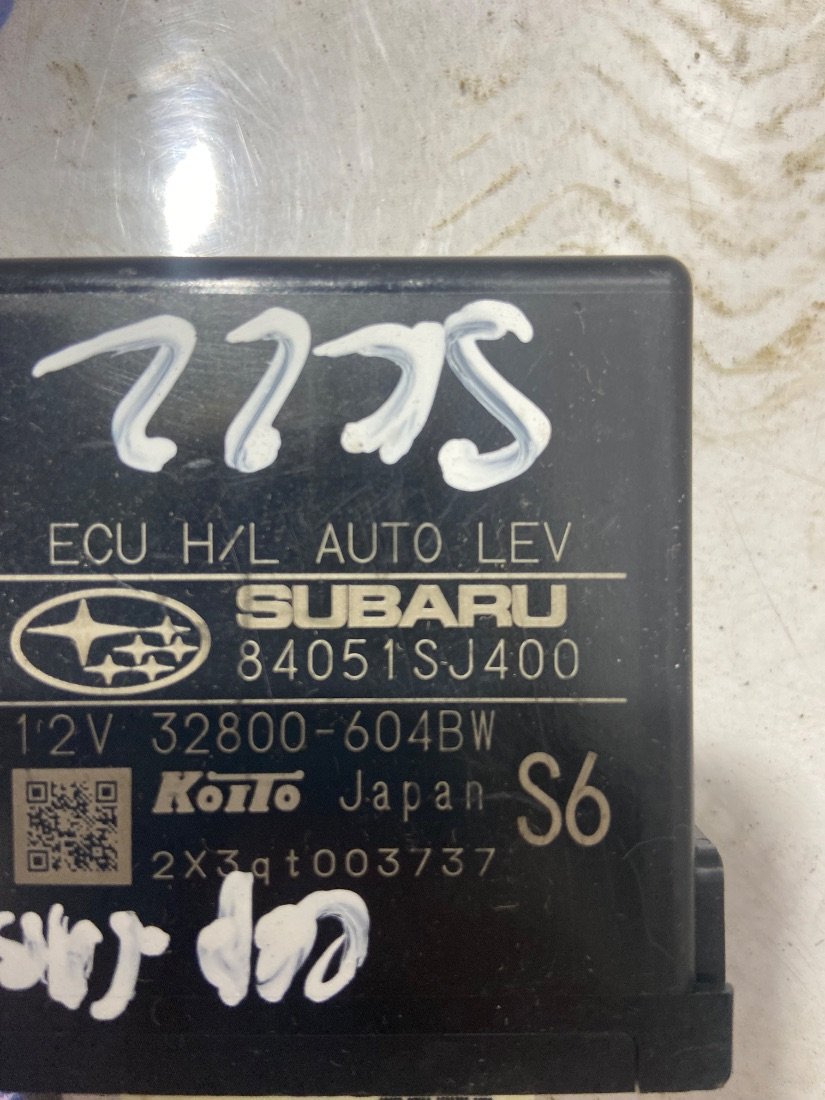 ECU H/L AUTO LEV
SUBARU
84051SJ400
12V 32800-604BW
KOITO Japan S6
2X3qt003737